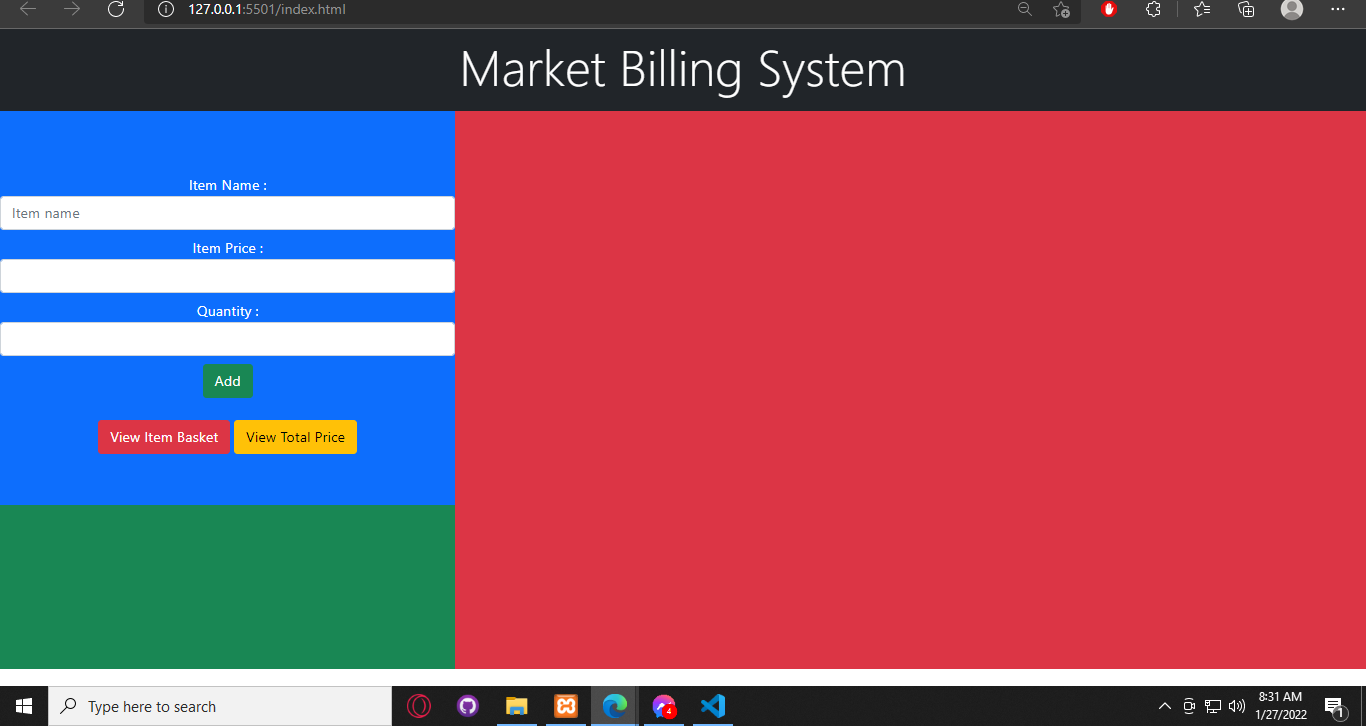 127.0.0.1:5501/index.html
Market Billing System
Item Name :
Item name
Item Price :
Quantity :
Add
View Item Basket
View Total Price
Type here to search
4
8:31 AM
1/27/2022
1